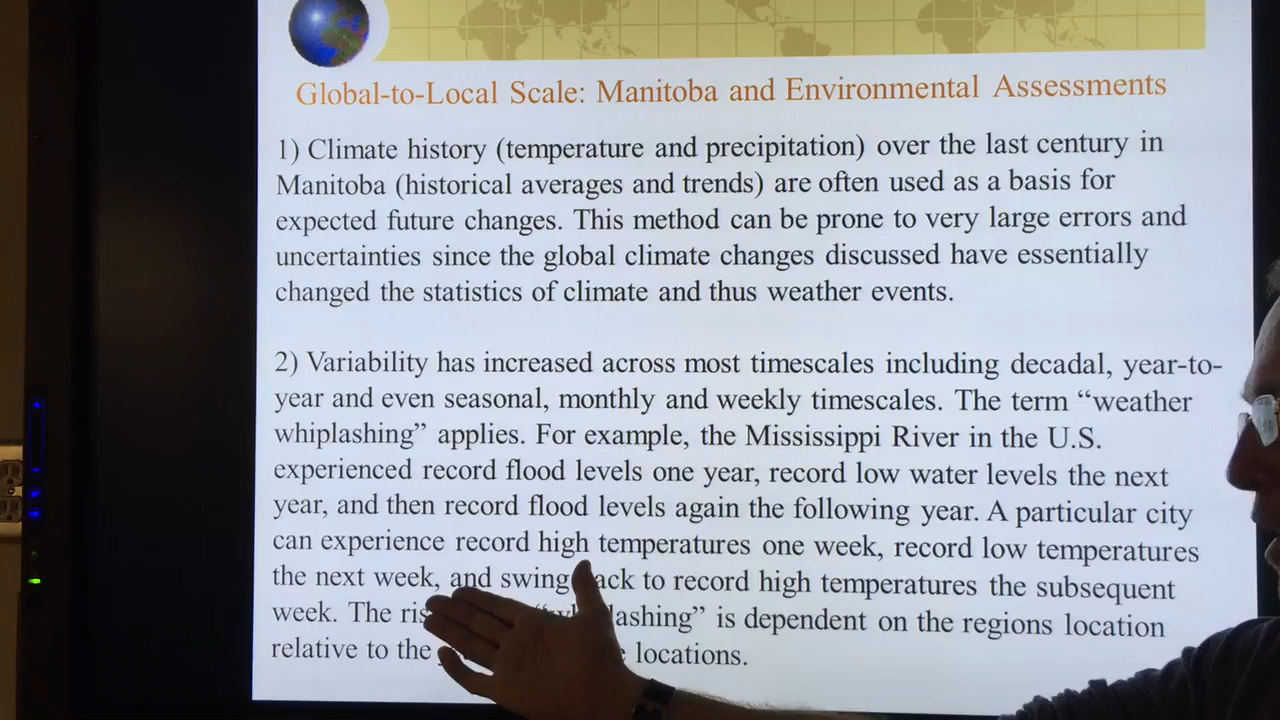 Global-to-Local Scale: Manitoba and Environmental Assessments
1) Climate history (temperature and precipitation) over the last century in
Manitoba (historical averages and trends) are often used as a basis for
expected future changes. This method can be prone to very large errors and
uncertainties since the global climate changes discussed have essentially
changed the statistics of climate and thus weather events.
2) Variability has increased across most timescales including decadal, year-to-
year and even seasonal, monthly and weekly timescales. The term “weather
whiplashing” applies. For example, the Mississippi River in the U.S.
experienced record flood levels one year, record low water levels the next
year, and then record flood levels again the following year. A particular city
can experience record high temperatures one week, record low temperatures
the next week, and swing to record high temperatures the subsequent
week. The is dependent on the regions location
relative to the locations.